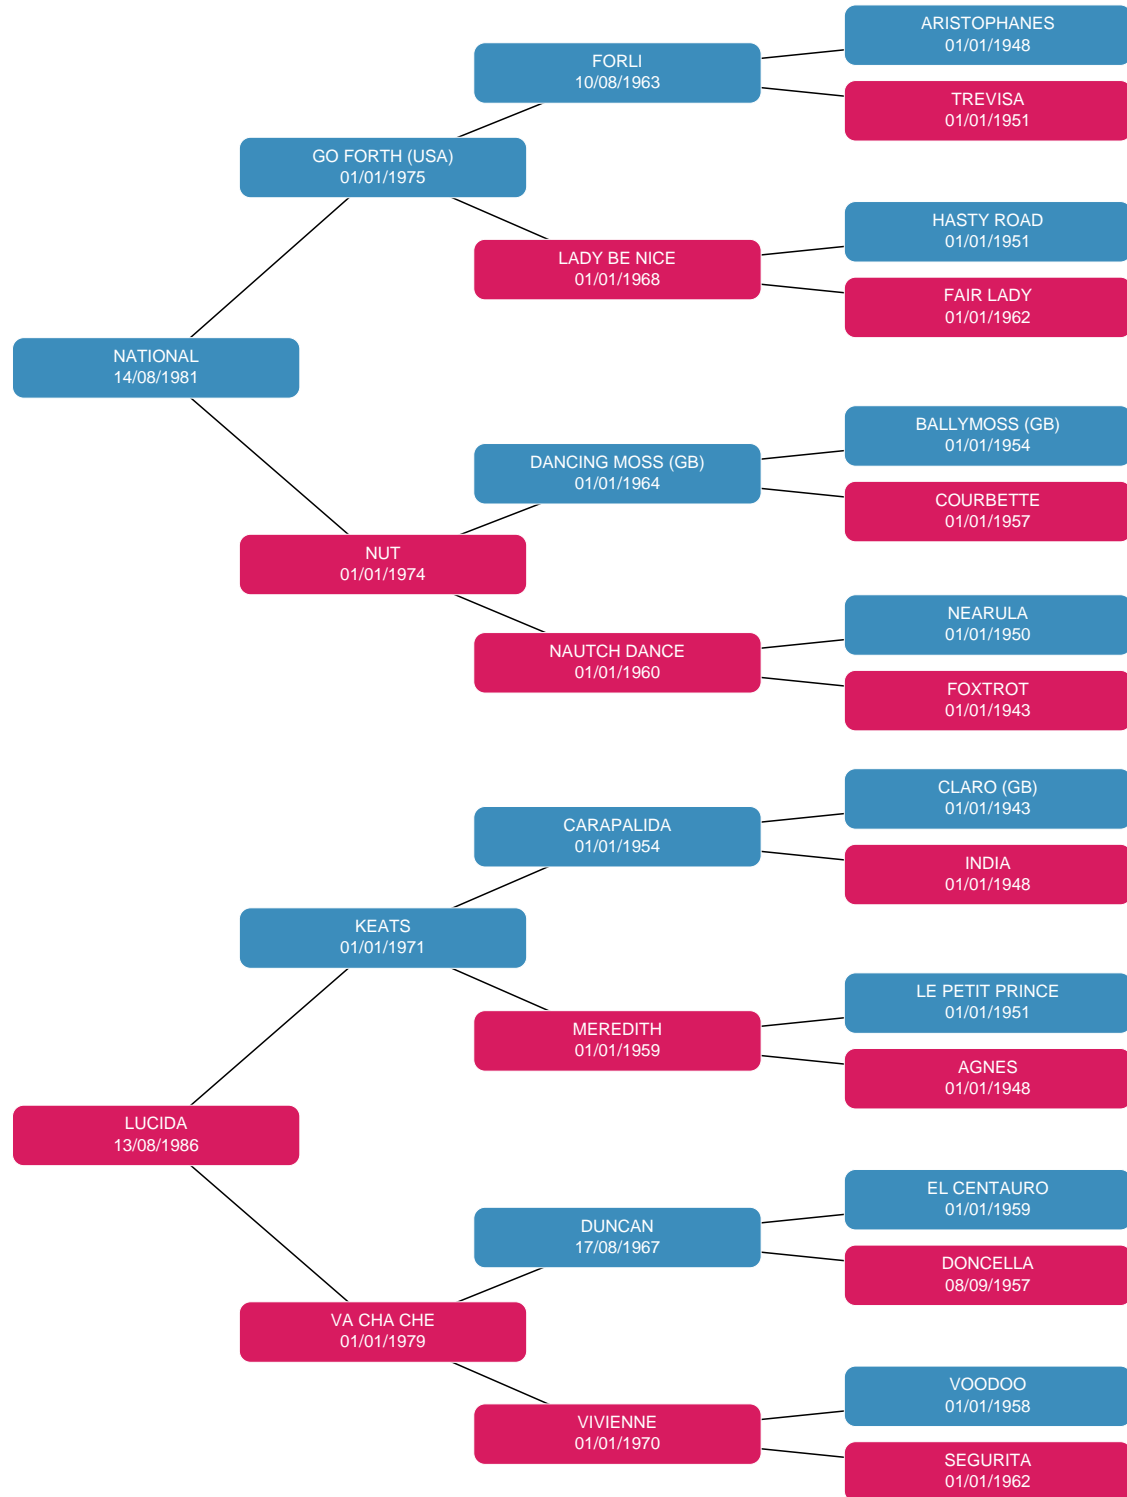 ARISTOPHANES
01/01/1948
FORLI
10/08/1963
TREVISA
01/01/1951
GO FORTH (USA)
01/01/1975
HASTY ROAD
01/01/1951
LADY BE NICE
01/01/1968
FAIR LADY
01/01/1962
NATIONAL
14/08/1981
BALLYMOSS (GB)
01/01/1954
DANCING MOSS (GB)
01/01/1964
COURBETTE
01/01/1957
NUT
01/01/1974
NEARULA
01/01/1950
NAUTCH DANCE
01/01/1960
FOXTROT
01/01/1943
CLARO (GB)
01/01/1943
CARAPALIDA
01/01/1954
INDIA
01/01/1948
KEATS
01/01/1971
LE PETIT PRINCE
01/01/1951
MEREDITH
01/01/1959
AGNES
01/01/1948
LUCIDA
13/08/1986
EL CENTAURO
01/01/1959
DUNCAN
17/08/1967
DONCELLA
08/09/1957
VA CHA CHE
01/01/1979
VOODOO
01/01/1958
VIVIENNE
01/01/1970
SEGURITA
01/01/1962